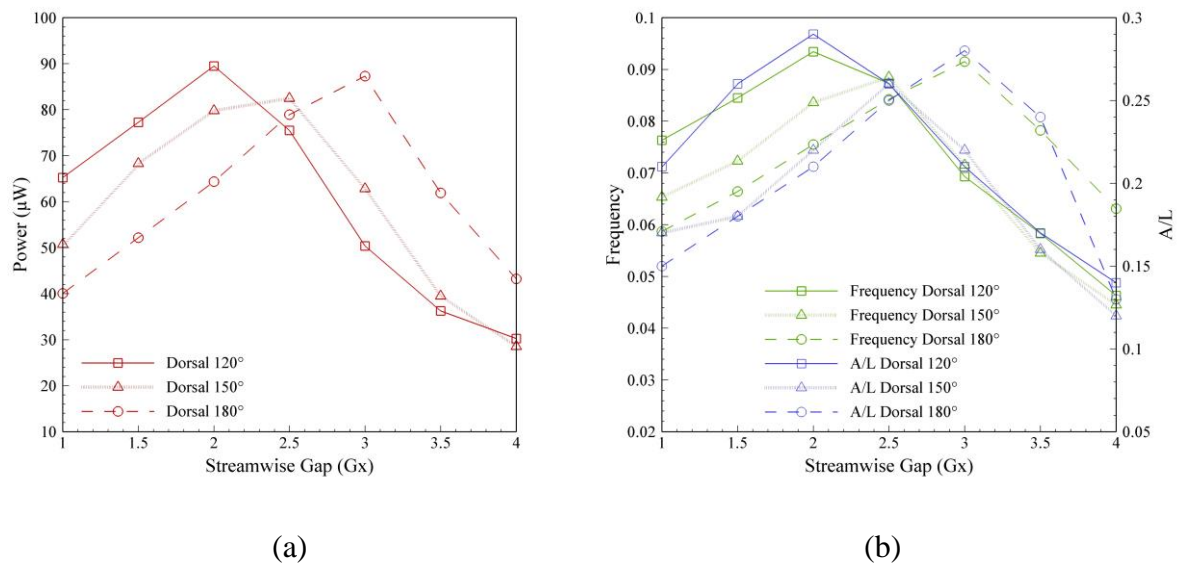 100
90
80
70
60
50
40
30
20
10
Power (µW)
1 1.5 2 2.5 3 3.5 4
Streamwise Gap (Gx)
Dorsal 120°
Dorsal 150°
Dorsal 180°
(a)
0.1
0.09
0.08
0.07
0.06
0.05
0.04
0.03
0.02
Frequency
0.3
0.25
0.2
0.15
0.1
0.05
A/L
1 1.5 2 2.5 3 3.5 4
Streamwise Gap (Gx)
Frequency Dorsal 120°
Frequency Dorsal 150°
Frequency Dorsal 180°
A/L Dorsal 120°
A/L Dorsal 150°
A/L Dorsal 180°
(b)